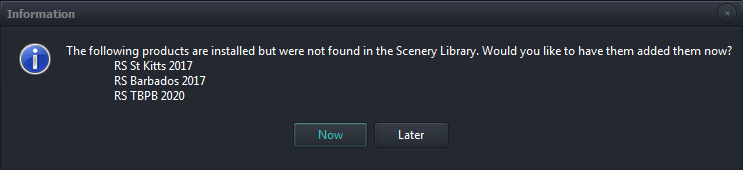 Information
The following products are installed but were not found in the Scenery Library. Would you like to have them added them now?
RS St Kitts 2017
RS Barbados 2017
RS TBPB 2020
Now
Later